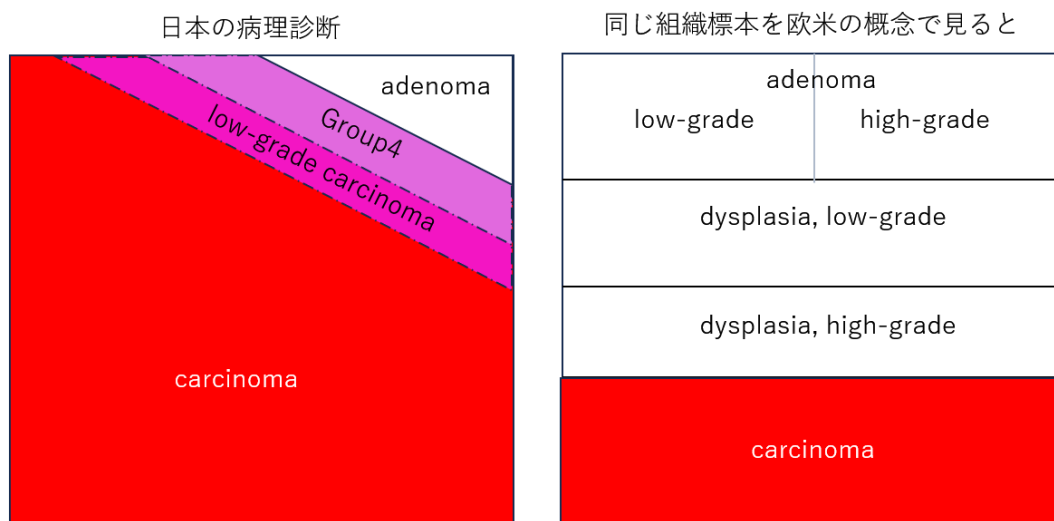 日本の病理診断
adenoma
Group4
low-grade carcinoma
carcinoma
同じ組織標本を欧米の概念で見ると
adenoma
low-grade
high-grade
dysplasia, low-grade
dysplasia, high-grade
carcinoma